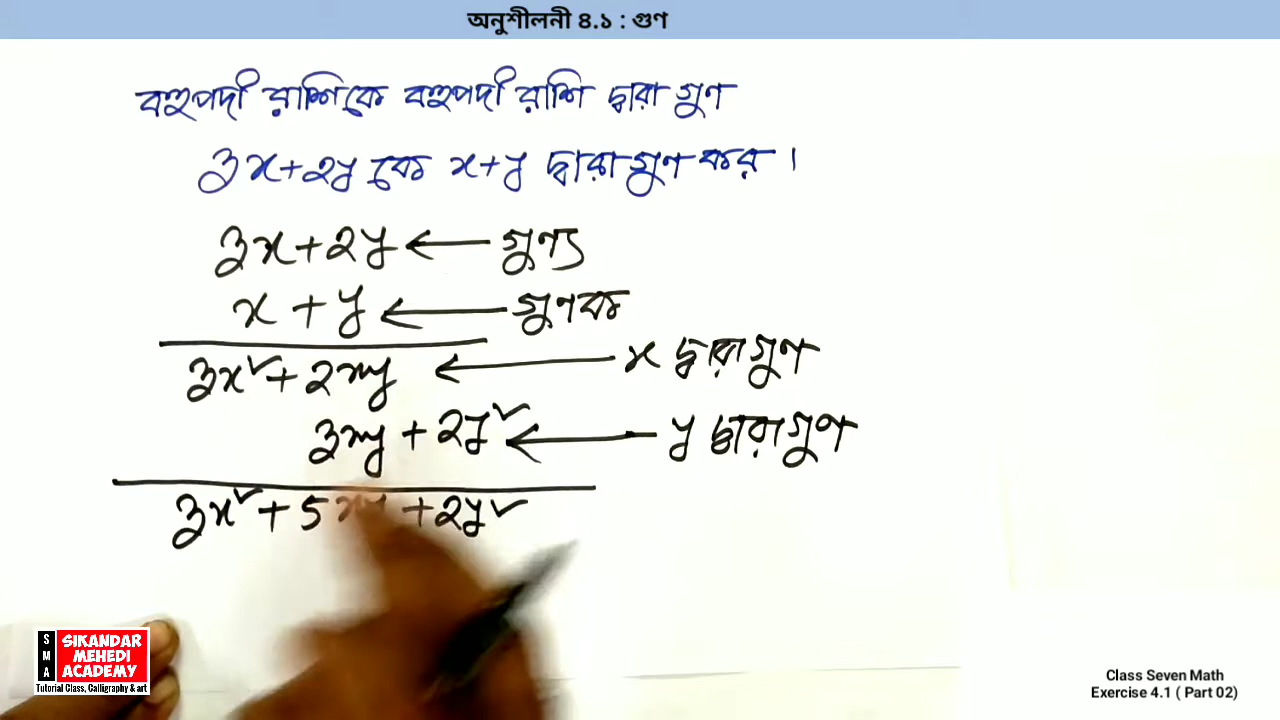 অনুশীলনী ৪.১ : গুণ
বহুপদী রাশিকে বহুপদী রাশি দ্বারা গুণ
3x+2y কে x+y দ্বারা গুণ কর।
3x+2y ← গুণ্য
x + y ← গুণক
3x²+2xy ← x দ্বারা গুণ
3xy + 2y² ← y দ্বারা গুণ
3x² + 5xy + 2y²
SMA
SIKANDAR
MEHEDI
ACADEMY
Tutorial Class, Calligraphy & art
Class Seven Math
Exercise 4.1 ( Part 02)